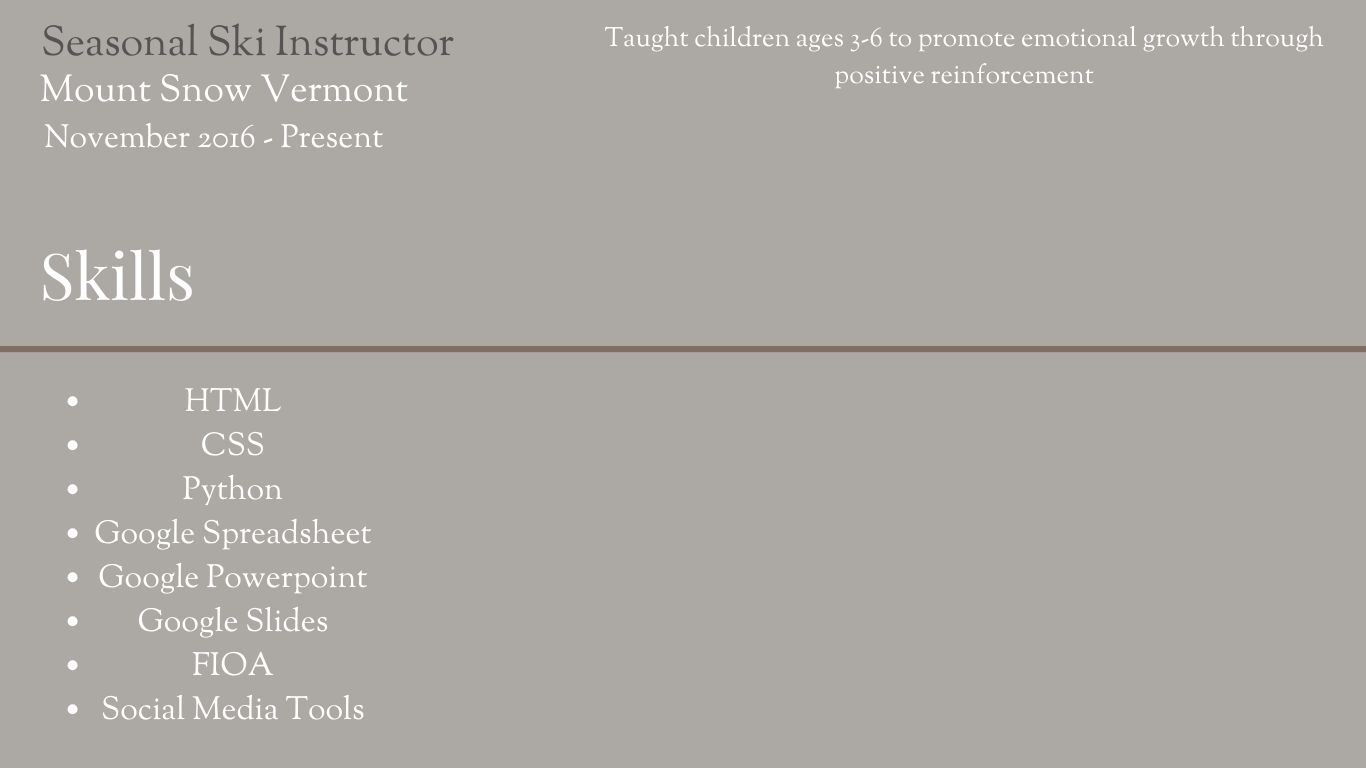 Seasonal Ski Instructor
Mount Snow Vermont
November 2016 - Present
Taught children ages 3-6 to promote emotional growth through
positive reinforcement
Skills
• HTML
• CSS
• Python
• Google Spreadsheet
• Google Powerpoint
• Google Slides
• FIOA
• Social Media Tools